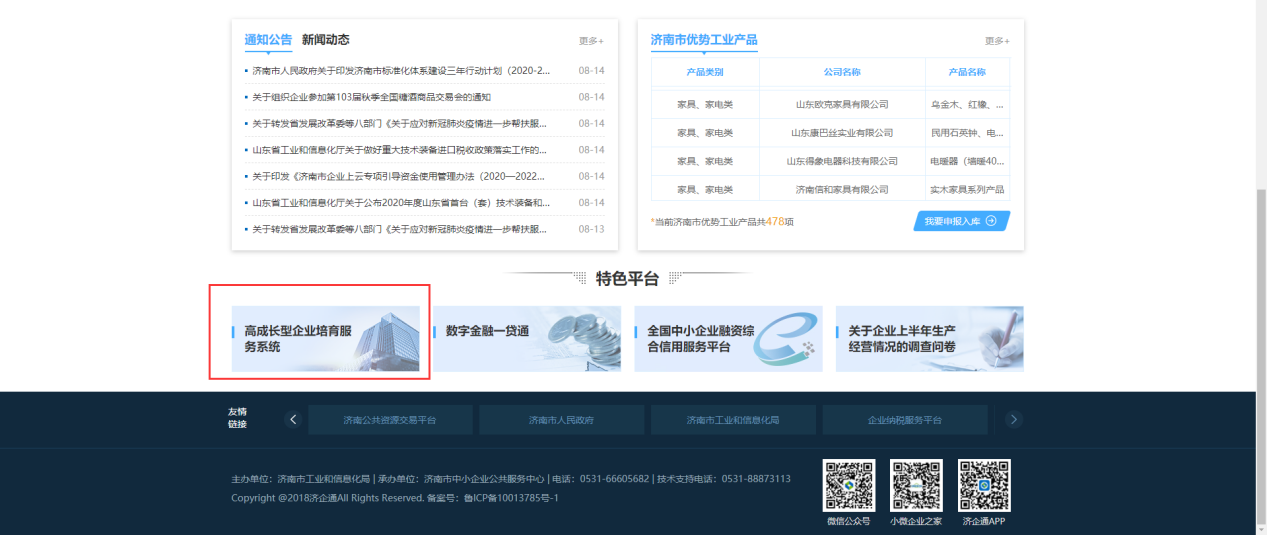 通知公告 新闻动态 更多+
济南市人民政府关于印发济南市标准化体系建设三年行动计划（2020-2... 08-14
关于组织企业参加第103届秋季全国糖酒商品交易会的通知 08-14
关于转发省发展改革委等八部门《关于应对新冠肺炎疫情进一步帮扶服... 08-14
山东省工业和信息化厅关于做好重大技术装备进口税收政策落实工作的... 08-14
关于印发《济南市企业上云专项引导资金使用管理办法（2020—2022... 08-14
山东省工业和信息化厅关于公布2020年度山东省首台（套）技术装备和... 08-14
关于转发省发展改革委等八部门《关于应对新冠肺炎疫情进一步帮扶服... 08-13
济南市优势工业产品 更多+
产品类别 公司名称 产品名称
家具、家电类 山东欧克家具有限公司 乌金木、红橡、...
家具、家电类 山东康巴丝实业有限公司 民用石英钟、电...
家具、家电类 山东得象电器科技有限公司 电暖器（墙暖40...
家具、家电类 济南信和家具有限公司 实木家具系列产品
*当前济南市优势工业产品共478项 我要申报入库
特色平台
高成长型企业培育服
务系统
数字金融一贷通
全国中小企业融资综
合信用服务平台
关于企业上半年生产
经营情况的调查问卷
友情
链接
济南公共资源交易平台 济南市人民政府 济南市工业和信息化局 企业纳税服务平台
主办单位：济南市工业和信息化局 | 承办单位：济南市中小企业公共服务中心 | 电话：0531-66605682 | 技术支持电话：0531-88873113
Copyright @2018济企通All Rights Reserved. 备案号：鲁ICP备10013785号-1
微信公众号 小微企业之家 济企通APP